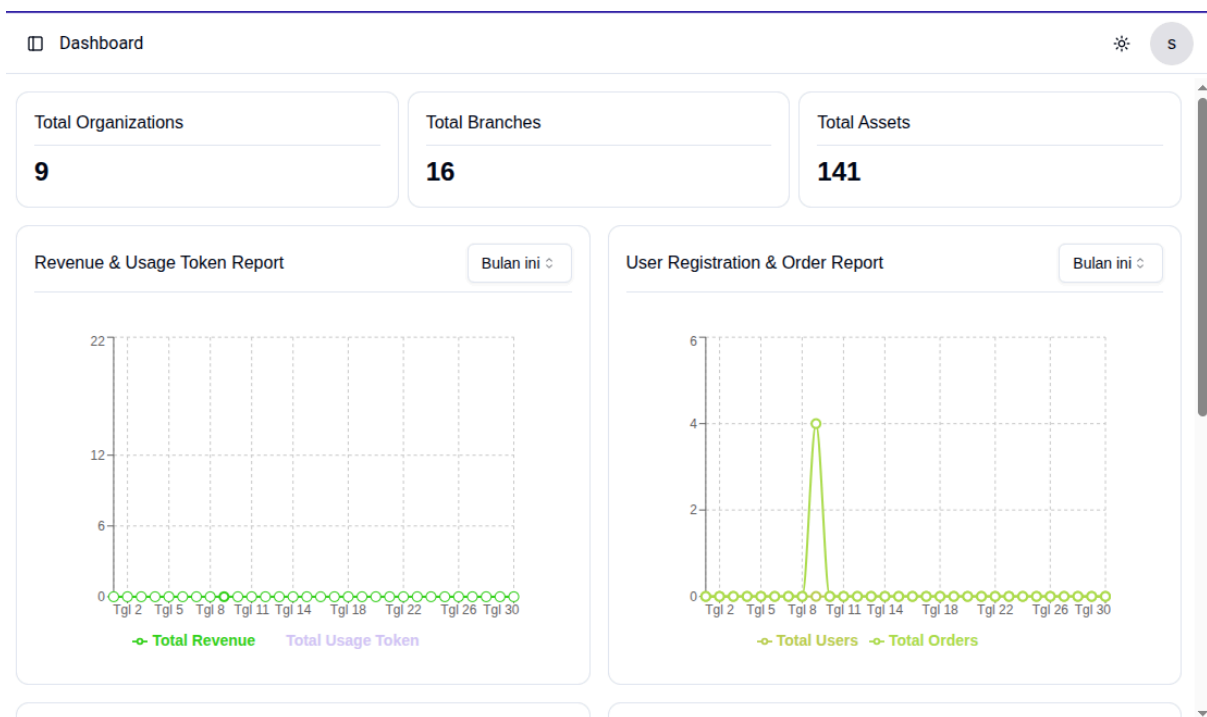 Dashboard
S
Total Organizations
9
Total Branches
16
Total Assets
141
Revenue & Usage Token Report
Bulan ini
22
12
6
0
Tgl 2 Tgl 5 Tgl 8 Tgl 11 Tgl 14 Tgl 18 Tgl 22 Tgl 26 Tgl 30
Total Revenue Total Usage Token
User Registration & Order Report
Bulan ini
6
4
2
0
Tgl 2 Tgl 5 Tgl 8 Tgl 11 Tgl 14 Tgl 18 Tgl 22 Tgl 26 Tgl 30
Total Users Total Orders